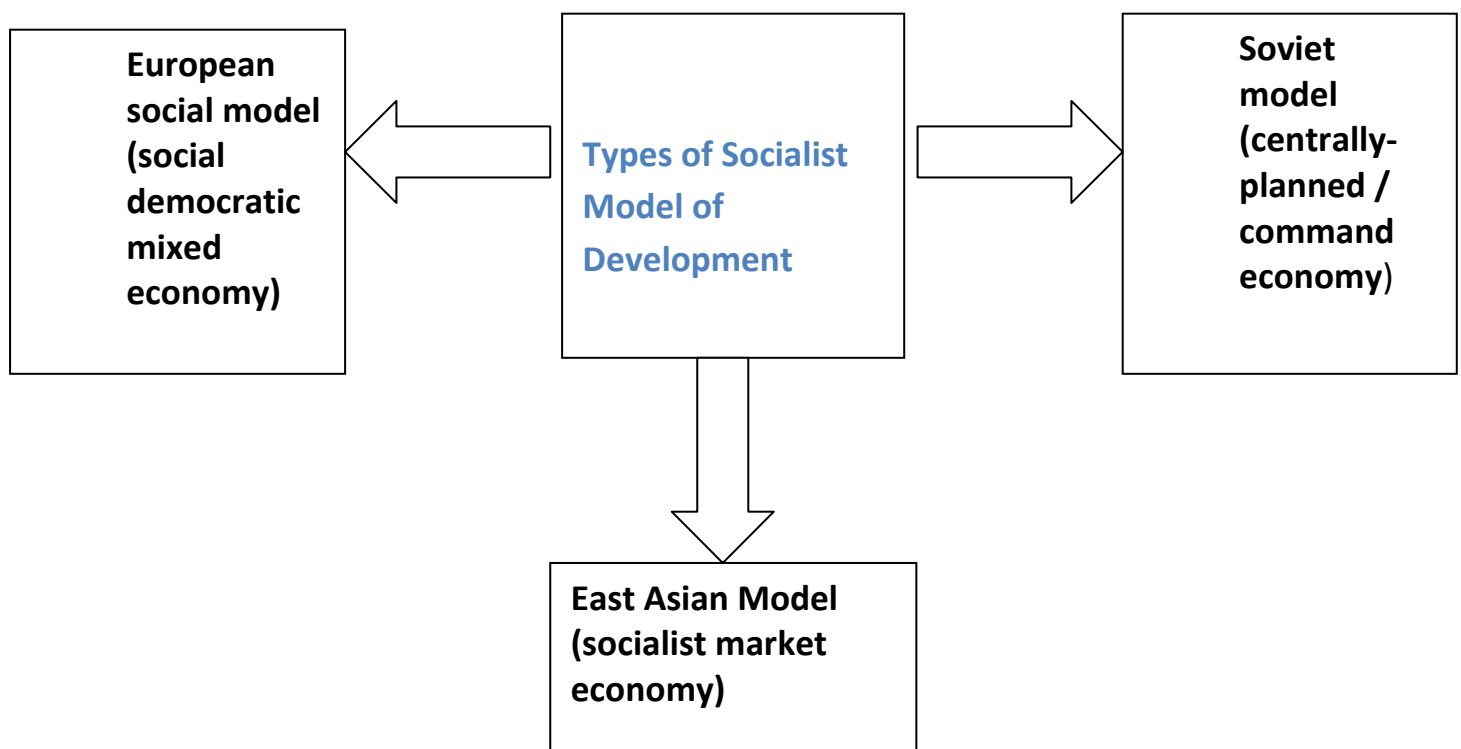 European
social model
(social
democratic
mixed
economy)
Types of Socialist
Model of
Development
Soviet
model
(centrally-
planned /
command
economy)
East Asian Model
(socialist market
economy)